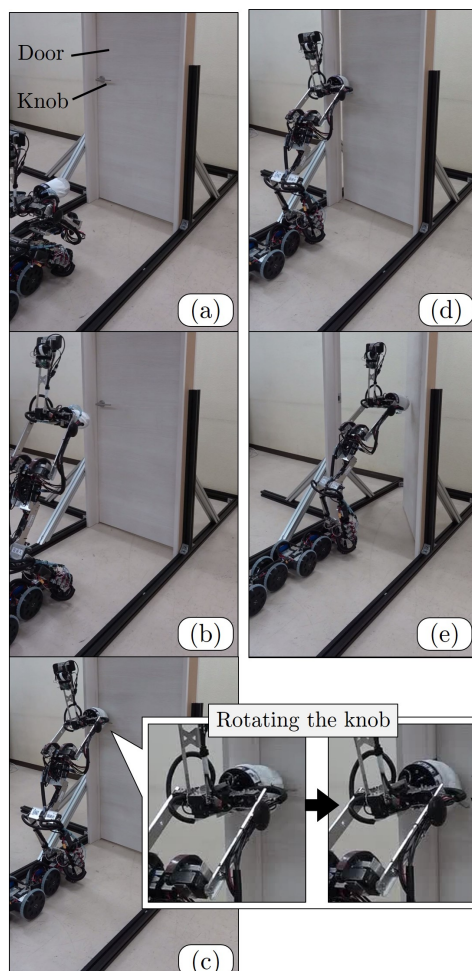 Door
Knob
(a)
(b)
(c)
Rotating the knob
(d)
(e)